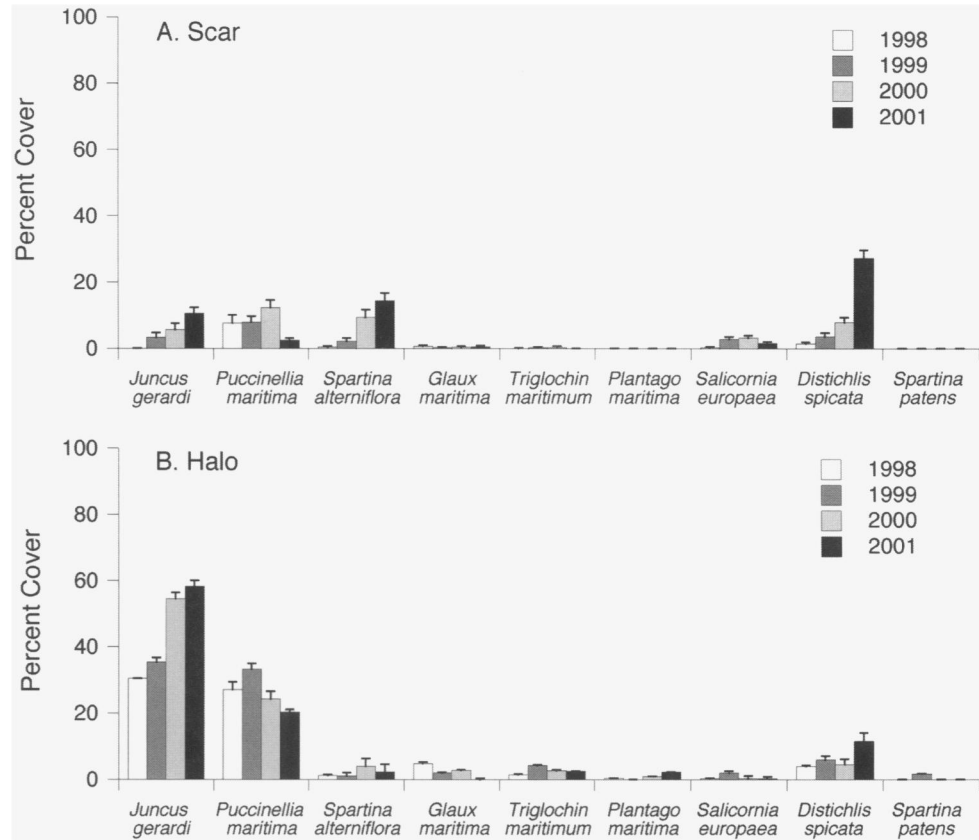 A. Scar
Percent Cover
100
80
60
40
20
0
1998
1999
2000
2001
Juncus Puccinellia Spartina Glaux Triglochin Plantago Salicornia Distichlis Spartina
gerardi maritima alterniflora maritima maritimum maritima europaea spicata patens
B. Halo
Percent Cover
100
80
60
40
20
0
1998
1999
2000
2001
Juncus Puccinellia Spartina Glaux Triglochin Plantago Salicornia Distichlis Spartina
gerardi maritima alterniflora maritima maritimum maritima europaea spicata patens